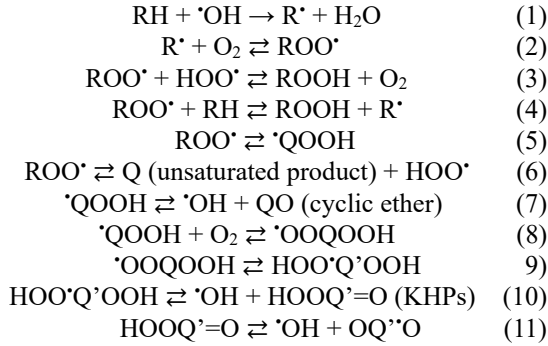 RH + •OH → R• + H₂O (1)
R• + O₂ ⇄ ROO• (2)
ROO• + HOO• ⇄ ROOH + O₂ (3)
ROO• + RH ⇄ ROOH + R• (4)
ROO• ⇄ •QOOH (5)
ROO• ⇄ Q (unsaturated product) + HOO• (6)
•QOOH ⇄ •OH + QO (cyclic ether) (7)
•QOOH + O₂ ⇄ •OOQOOH (8)
•OOQOOH ⇄ HOO•Q’OOH 9)
HOO•Q’OOH ⇄ •OH + HOOQ’=O (KHPs) (10)
HOOQ’=O ⇄ •OH + OQ’•O (11)